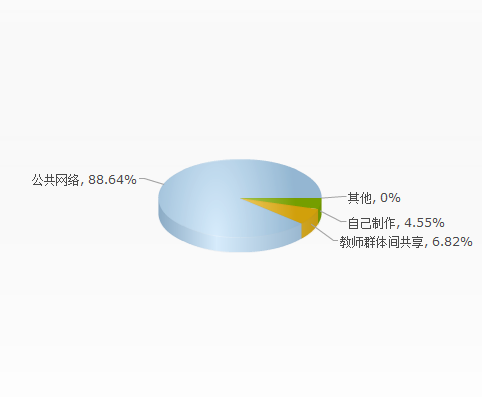 公共网络, 88.64%
其他, 0%
自己制作, 4.55%
教师群体间共享, 6.82%